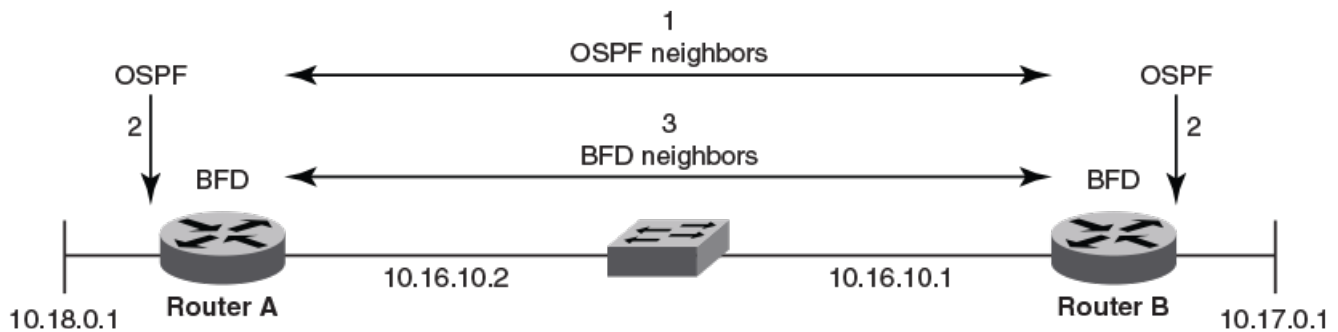 1
OSPF neighbors
OSPF
OSPF
2
2
3
BFD neighbors
BFD
BFD
10.16.10.2
10.16.10.1
Router A
Router B
10.18.0.1
10.17.0.1